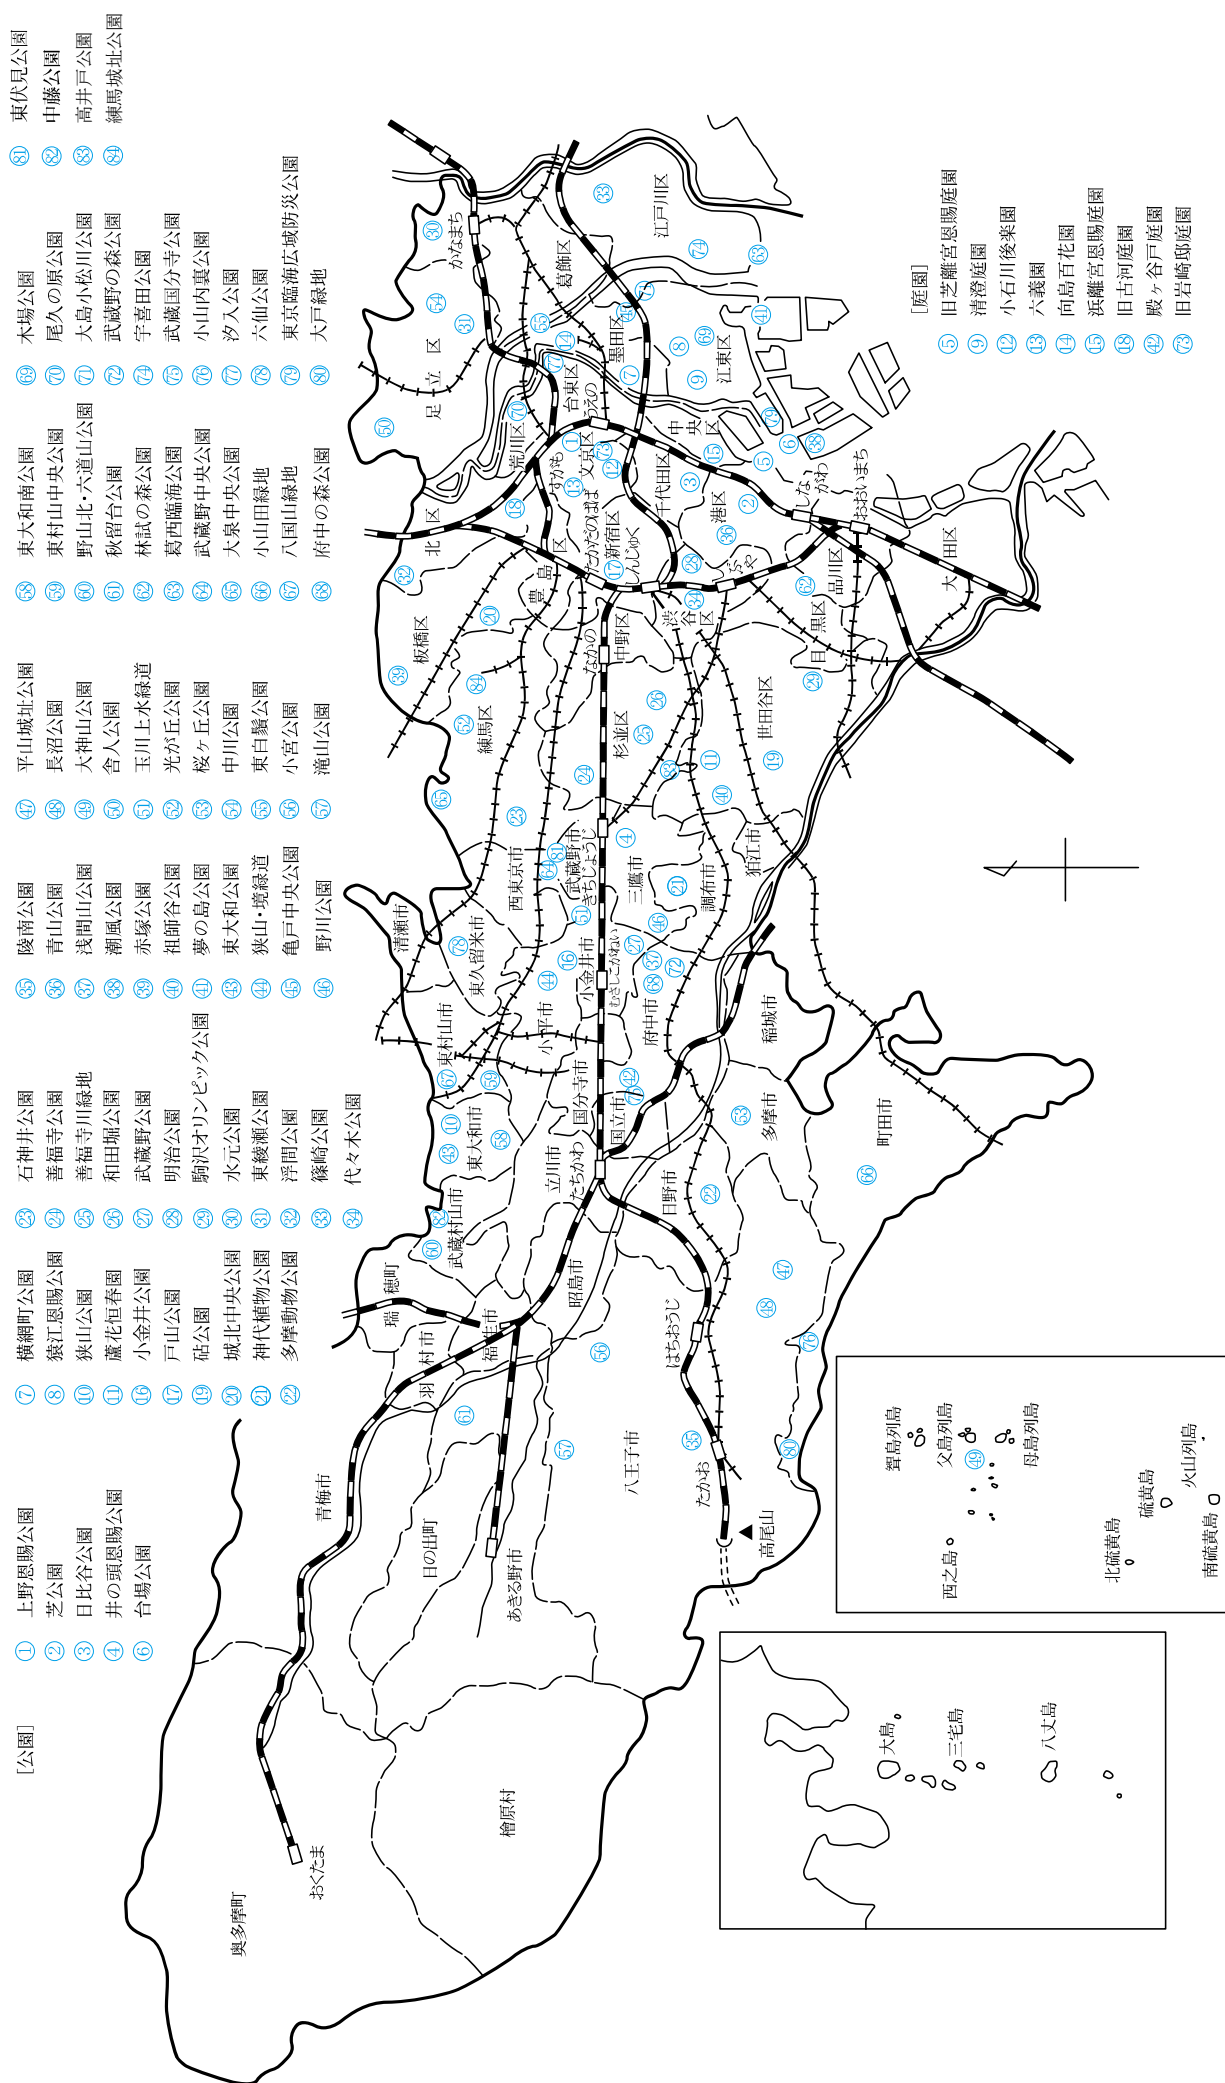 [公園]
① 上野恩賜公園
② 芝公園
③ 日比谷公園
④ 井の頭恩賜公園
⑥ 台場公園
⑦ 横網町公園
⑧ 猿江恩賜公園
⑩ 狭山公園
⑪ 蘆花恒春園
⑯ 小金井公園
⑰ 戸山公園
⑲ 砧公園
⑳ 城北中央公園
㉑ 神代植物公園
㉒ 多摩動物公園
㉓ 石神井公園
㉔ 善福寺公園
㉕ 善福寺川緑地
㉖ 和田堀公園
㉗ 武蔵野公園
㉘ 明治公園
㉙ 駒沢オリンピック公園
㉚ 水元公園
㉛ 東綾瀬公園
㉜ 浮間公園
㉝ 篠崎公園
㉞ 代々木公園
㉟ 陵南公園
㊱ 青山公園
㊲ 浅間山公園
㊳ 潮風公園
㊴ 赤塚公園
㊵ 祖師谷公園
㊶ 夢の島公園
㊸ 東大和公園
㊹ 狭山・境緑道
㊺ 亀戸中央公園
㊻ 野川公園
㊼ 平山城址公園
㊽ 長沼公園
㊾ 大神山公園
㊿ 舎人公園
51 玉川上水緑道
52 光が丘公園
53 桜ヶ丘公園
54 中川公園
55 東白鬚公園
56 小宮公園
57 滝山公園
58 東大和南公園
59 東村山中央公園
60 野山北・六道山公園
61 秋留台公園
62 林試の森公園
63 葛西臨海公園
64 武蔵野中央公園
65 大泉中央公園
66 小山田緑地
67 八国山緑地
68 府中の森公園
69 木場公園
70 尾久の原公園
71 大島小松川公園
72 武蔵野の森公園
74 宇喜田公園
75 武蔵国分寺公園
76 小山内裏公園
77 汐入公園
78 六仙公園
79 東京臨海広域防災公園
80 大戸緑地
81 東伏見公園
82 中藤公園
83 高井戸公園
84 練馬城址公園
[庭園]
⑤ 旧芝離宮恩賜庭園
⑨ 清澄庭園
⑫ 小石川後楽園
⑬ 六義園
⑭ 向島百花園
⑮ 浜離宮恩賜庭園
⑱ 旧古河庭園
㊷ 殿ヶ谷戸庭園
73 旧岩崎邸庭園
奥多摩町
おくたま
檜原村
青梅市
日の出町
あきる野市
羽村市
瑞穂町
福生市
武蔵村山市
昭島市
八王子市
はちおうじ
たかお
高尾山
立川市
たちかわ
東大和市
東村山市
小平市
国分寺市
国立市
日野市
多摩市
町田市
稲城市
府中市
小金井市
むさしこがねい
清瀬市
東久留米市
西東京市
武蔵野市
きちじょうじ
三鷹市
調布市
狛江市
練馬区
杉並区
世田谷区
板橋区
中野区
なかの
豊島区
新宿区
しんじゅく
たかだのばば
渋谷区
しぶや
目黒区
品川区
しながわ
おおいまち
大田区
港区
千代田区
中央区
文京区
すがも
北区
荒川区
台東区
うえの
足立区
かなまち
葛飾区
墨田区
江東区
江戸川区
大島
三宅島
八丈島
聟島列島
父島列島
母島列島
西之島
北硫黄島
硫黄島
火山列島
南硫黄島